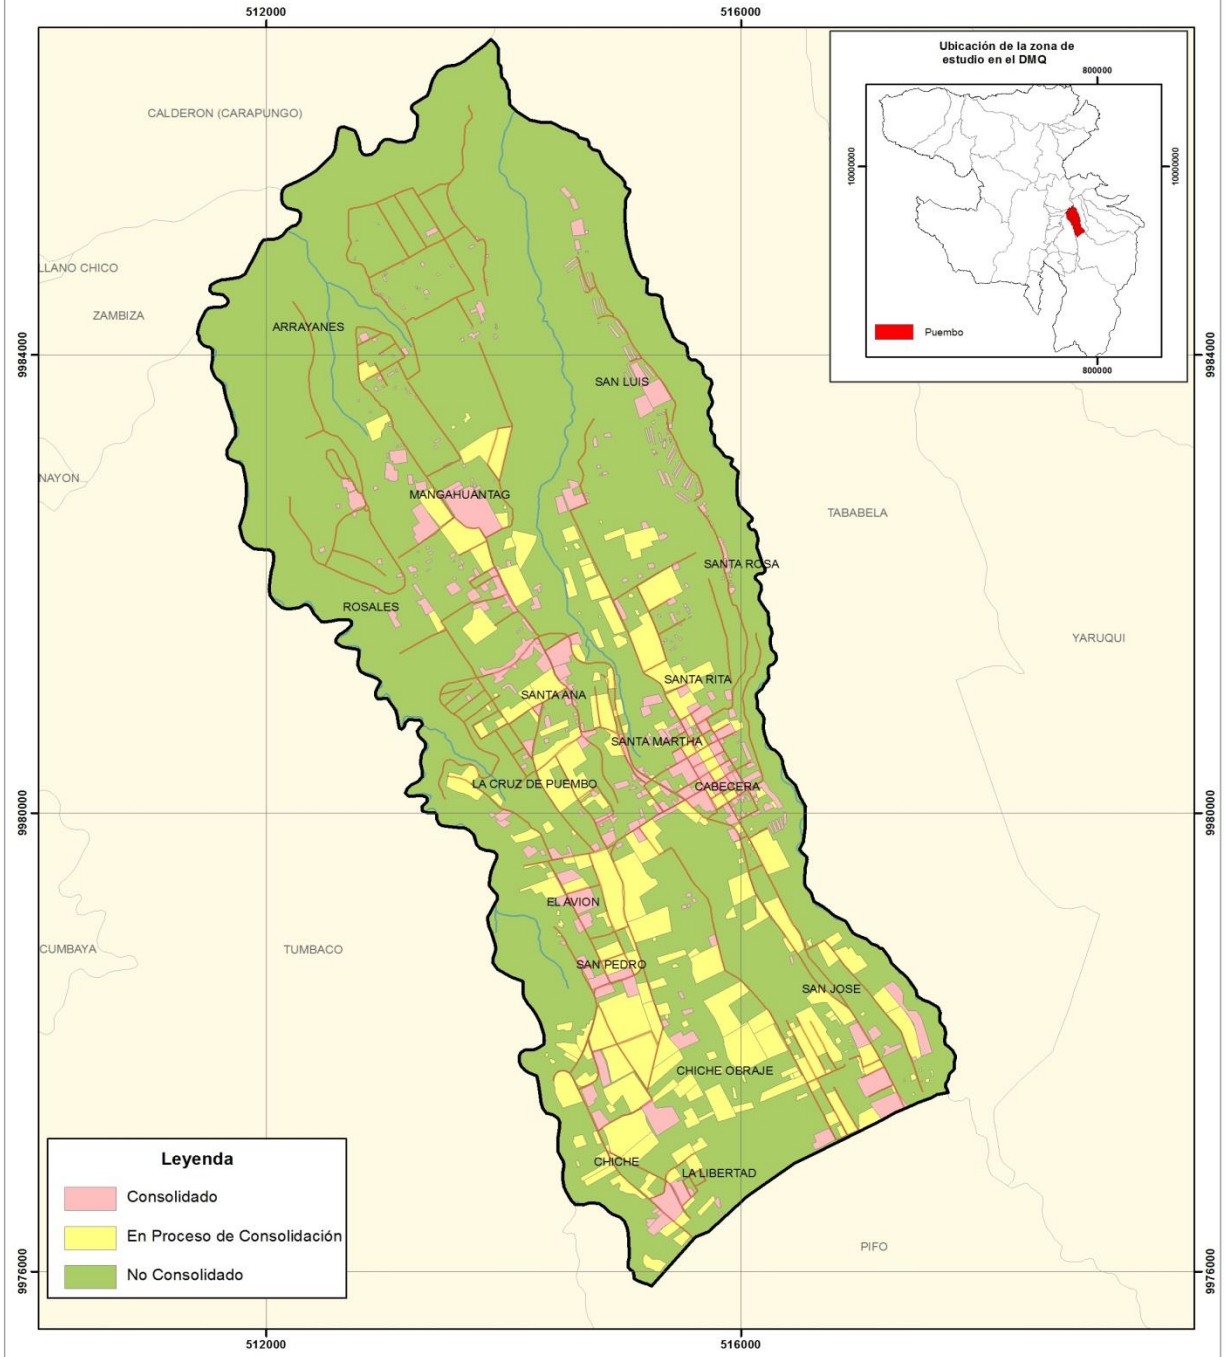 512000
516000
Ubicación de la zona de
estudio en el DMQ
800000
10000000
10000000
Puembo
800000
CALDERON (CARAPUNGO)
LLANO CHICO
ZAMBIZA
ARRAYANES
9984000
9984000
SAN LUIS
NAYON
MANGAHUANTAG
TABABELA
SANTA ROSA
ROSALES
YARUQUI
SANTA RITA
SANTA ANA
SANTA MARTHA
LA CRUZ DE PUEMBO
CABECERA
9980000
9980000
EL AVION
CUMBAYA
TUMBACO
SAN PEDRO
SAN JOSE
CHICHE OBRAJE
CHICHE
LA LIBERTAD
PIFO
Leyenda
Consolidado
En Proceso de Consolidación
No Consolidado
9976000
9976000
512000
516000